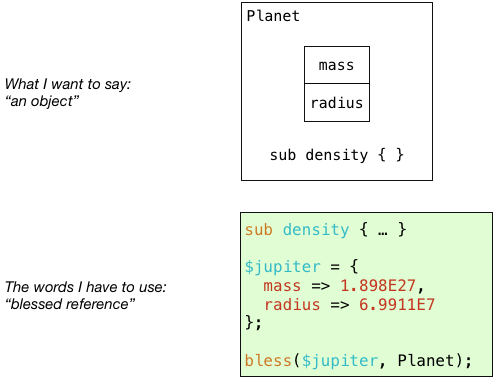 Planet
mass
What I want to say:
“an object”
radius
sub density { }
sub density { … }
$jupiter = {
mass => 1.898E27,
The words I have to use:
“blessed reference”
radius => 6.9911E7
};
bless($jupiter, Planet);